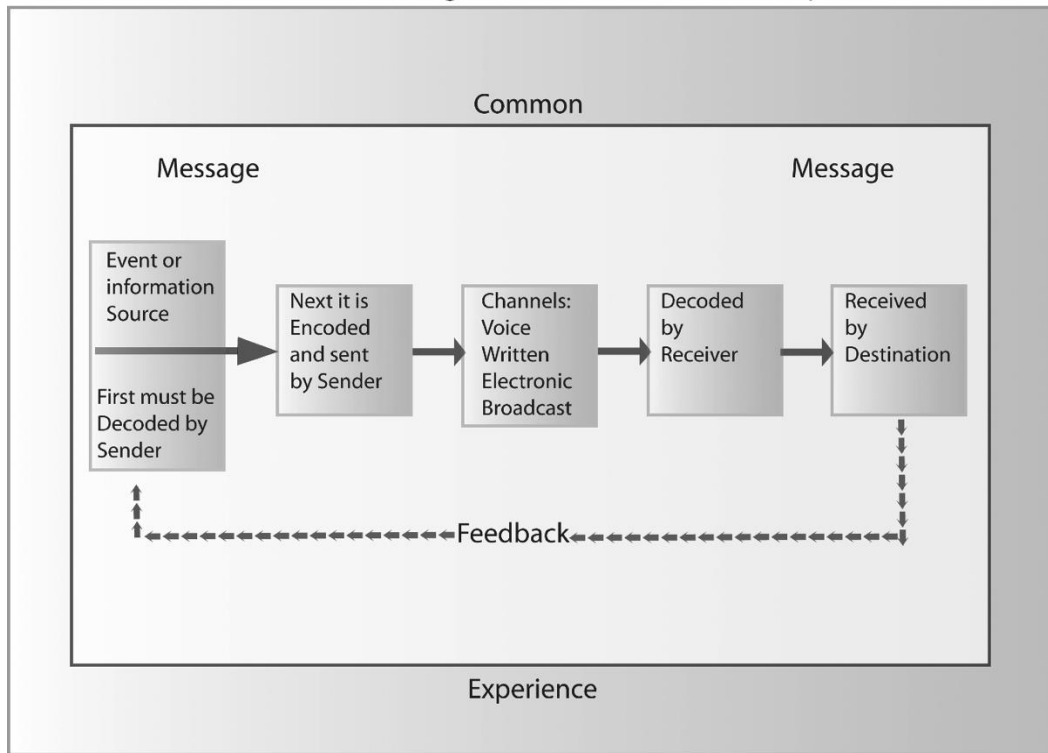 Common
Message
Message
Event or
information
Source
First must be
Decoded by
Sender
Next it is
Encoded
and sent
by Sender
Channels:
Voice
Written
Electronic
Broadcast
Decoded
by
Receiver
Received
by
Destination
Feedback
Experience